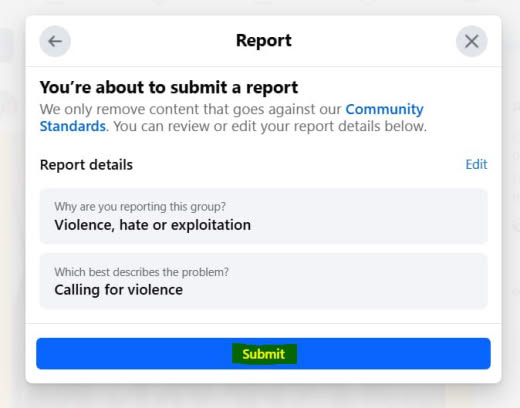 Report
You're about to submit a report
We only remove content that goes against our Community
Standards. You can review or edit your report details below.
Report details
Edit
Why are you reporting this group?
Violence, hate or exploitation
Which best describes the problem?
Calling for violence
Submit